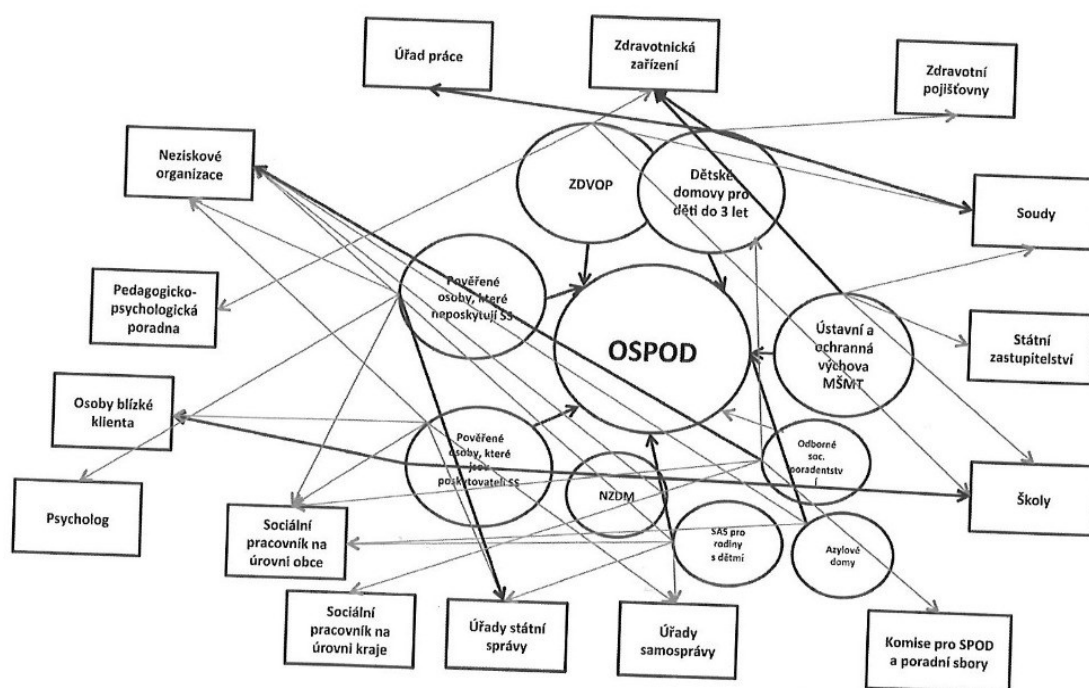 Úřad práce
Zdravotnická
zařízení
Zdravotní
pojišťovny
Neziskové
organizace
ZDVOP
Dětské
domovy pro
děti do 3 let
Soudy
Pedagogicko-
psychologická
poradna
Pověřené
osoby, které
neposkytují SS
OSPOD
Ústavní a
ochranná
výchova
MŠMT
Státní
zastupitelství
Osoby blízké
klienta
Pověřené
osoby, které
jsou
poskytovateli SS
Odborné
soc.
poradentstv
í
Psycholog
Sociální
pracovník na
úrovni obce
NZDM
SAS pro
rodiny
s dětmi
Azylové
domy
Školy
Sociální
pracovník na
úrovni kraje
Úřady státní
správy
Úřady
samosprávy
Komise pro SPOD
a poradní sbory